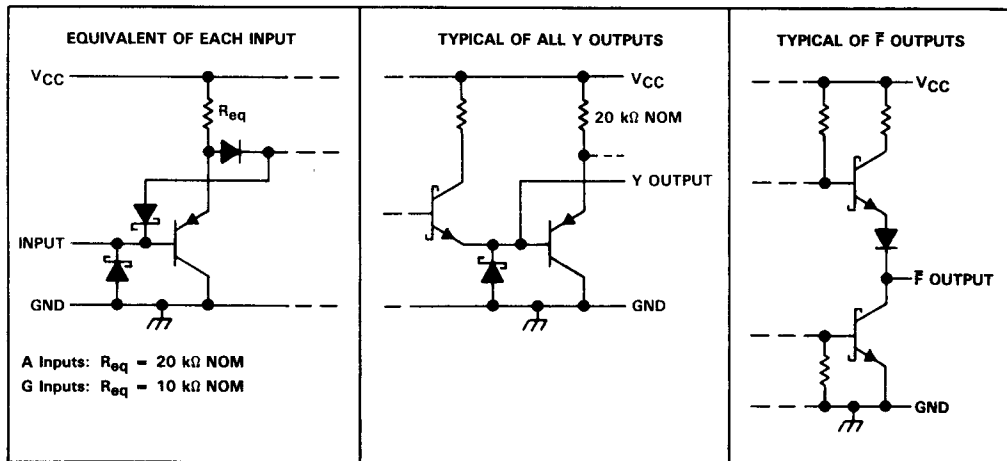 EQUIVALENT OF EACH INPUT
VCC
Req
INPUT
GND
A Inputs: Req = 20 kΩ NOM
G Inputs: Req = 10 kΩ NOM
TYPICAL OF ALL Y OUTPUTS
VCC
20 kΩ NOM
Y OUTPUT
GND
TYPICAL OF F̅ OUTPUTS
VCC
F̅ OUTPUT
GND